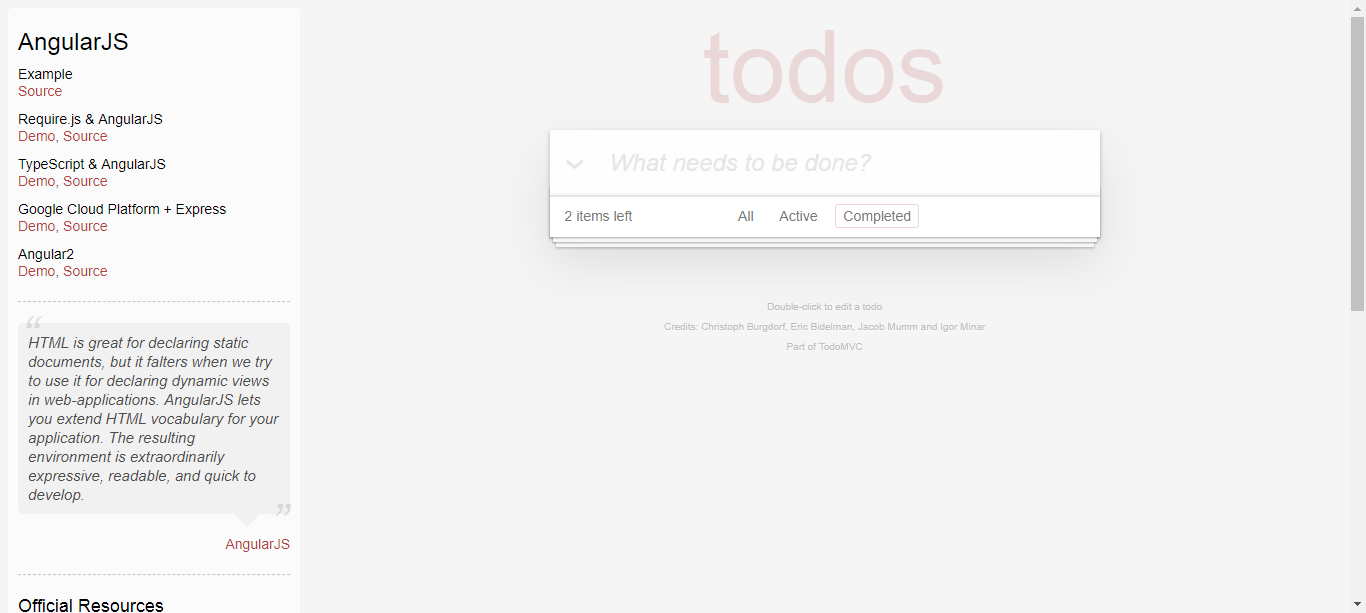 AngularJS
Example
Source
Require.js & AngularJS
Demo, Source
TypeScript & AngularJS
Demo, Source
Google Cloud Platform + Express
Demo, Source
Angular2
Demo, Source
“
HTML is great for declaring static
documents, but it falters when we try
to use it for declaring dynamic views
in web-applications. AngularJS lets
you extend HTML vocabulary for your
application. The resulting
environment is extraordinarily
expressive, readable, and quick to
develop.
”
AngularJS
Official Resources
todos
What needs to be done?
2 items left All Active Completed
Double-click to edit a todo
Credits: Christoph Burgdorf, Eric Bidelman, Jacob Mumm and Igor Minar
Part of TodoMVC